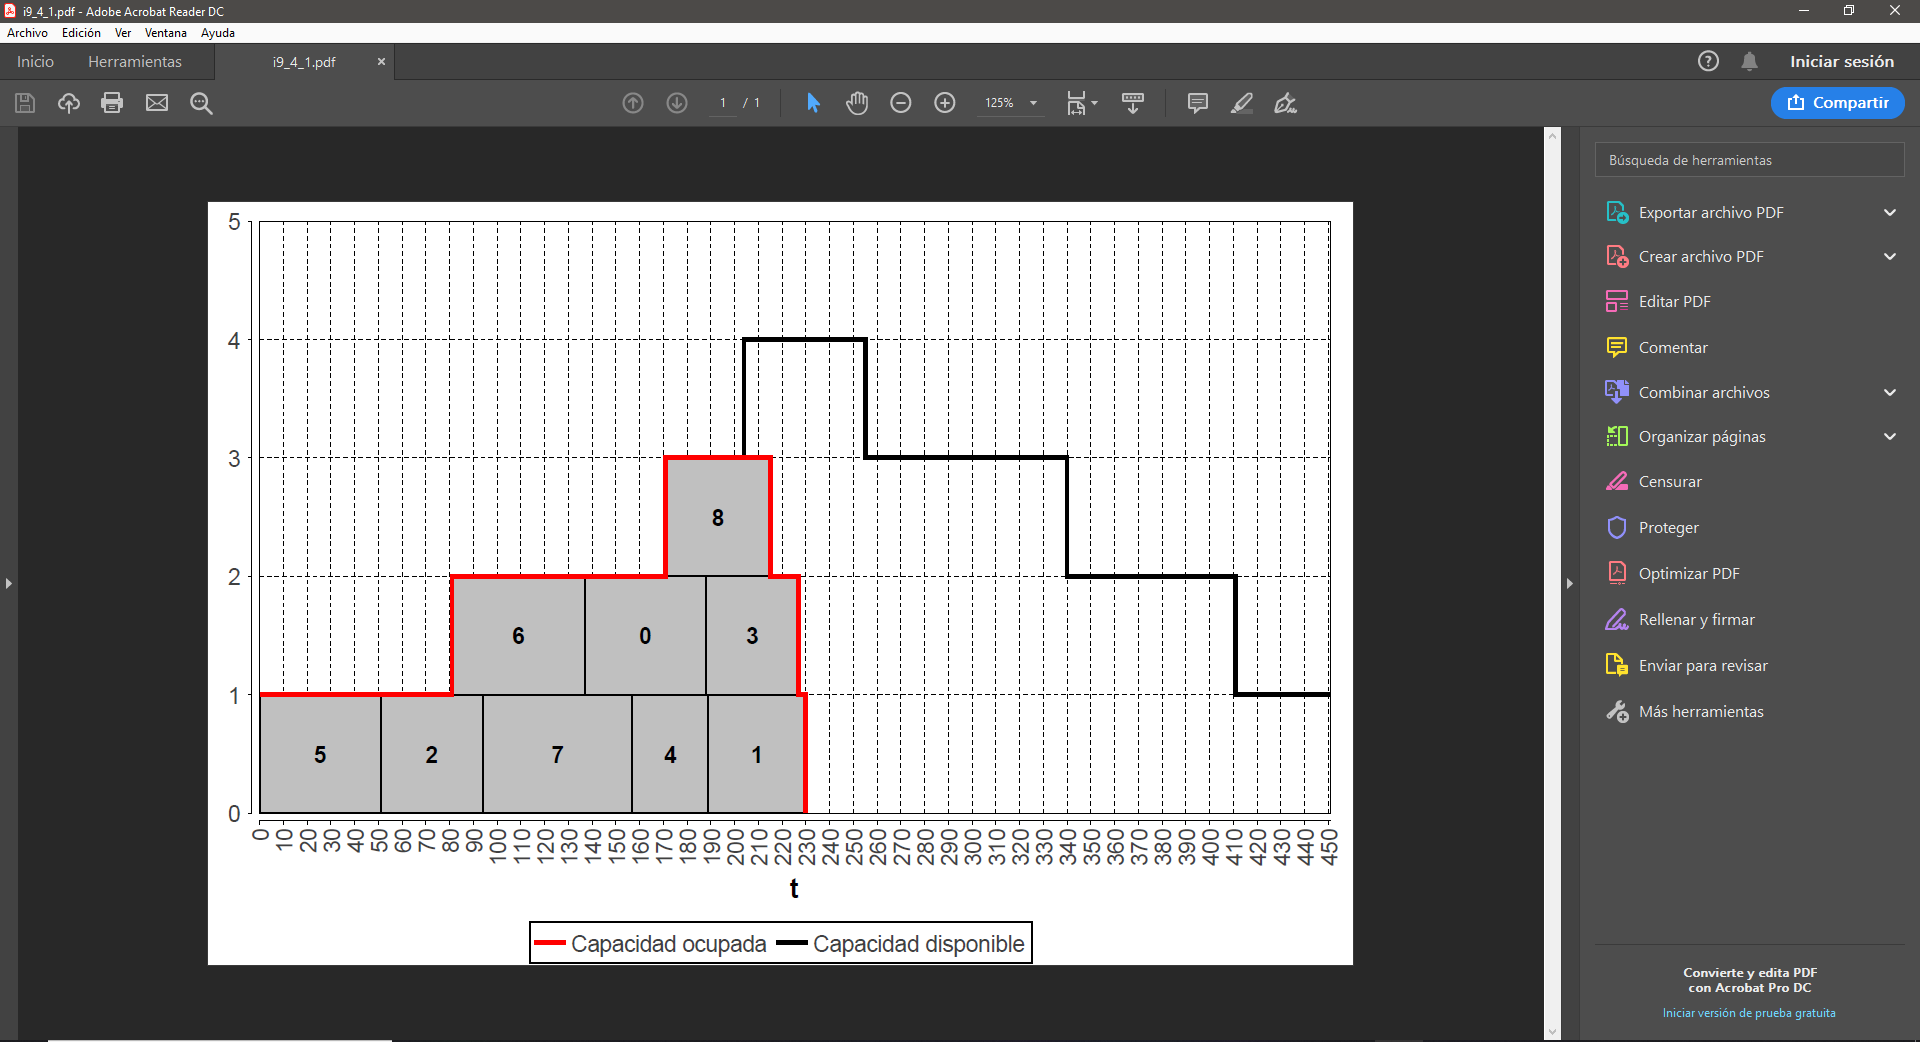 i9_4_1.pdf - Adobe Acrobat Reader DC
Archivo Edición Ver Ventana Ayuda
Inicio Herramientas i9_4_1.pdf × Iniciar sesión
1 / 1 125% Compartir
Búsqueda de herramientas
Exportar archivo PDF
Crear archivo PDF
Editar PDF
Comentar
Combinar archivos
Organizar páginas
Censurar
Proteger
Optimizar PDF
Rellenar y firmar
Enviar para revisar
Más herramientas
Convierte y edita PDF
con Acrobat Pro DC
Iniciar versión de prueba gratuita
5
4
3
2
1
0
8
6 0 3
5 2 7 4 1
0 10 20 30 40 50 60 70 80 90 100 110 120 130 140 150 160 170 180 190 200 210 220 230 240 250 260 270 280 290 300 310 320 330 340 350 360 370 380 390 400 410 420 430 440 450
t
Capacidad ocupada Capacidad disponible